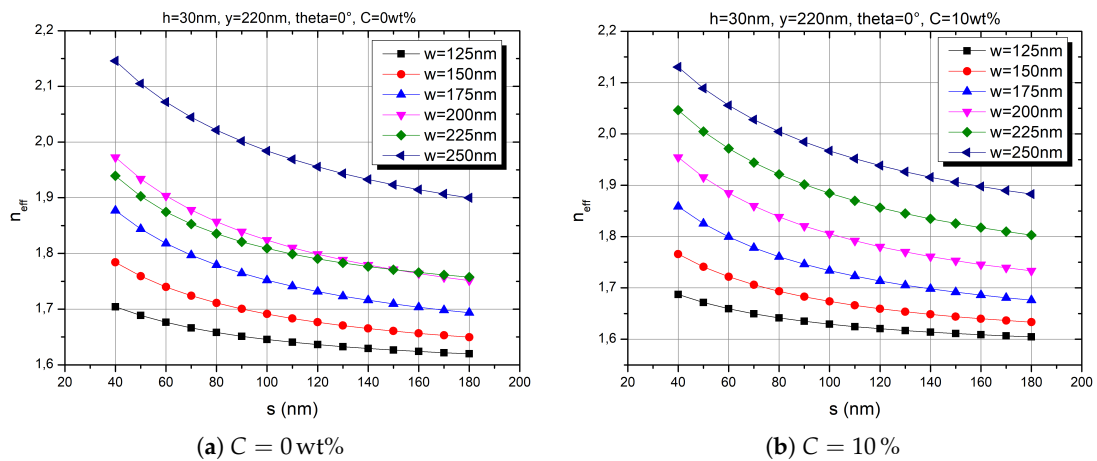 h=30nm, y=220nm, theta=0°, C=0wt%
2,2
2,1
2,0
1,9
1,8
1,7
1,6
n_eff
w=125nm
w=150nm
w=175nm
w=200nm
w=225nm
w=250nm
20 40 60 80 100 120 140 160 180 200
s (nm)
(a) C = 0 wt%
h=30nm, y=220nm, theta=0°, C=10wt%
2,2
2,1
2,0
1,9
1,8
1,7
1,6
n_eff
w=125nm
w=150nm
w=175nm
w=200nm
w=225nm
w=250nm
20 40 60 80 100 120 140 160 180 200
s (nm)
(b) C = 10 %